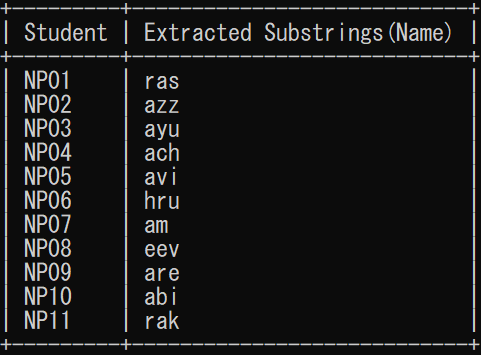 +----------+----------------------------+
| Student | Extracted Substrings(Name) |
+----------+----------------------------+
| NP01 | ras |
| NP02 | azz |
| NP03 | ayu |
| NP04 | ach |
| NP05 | avi |
| NP06 | hru |
| NP07 | am |
| NP08 | eev |
| NP09 | are |
| NP10 | abi |
| NP11 | rak |
+----------+----------------------------+